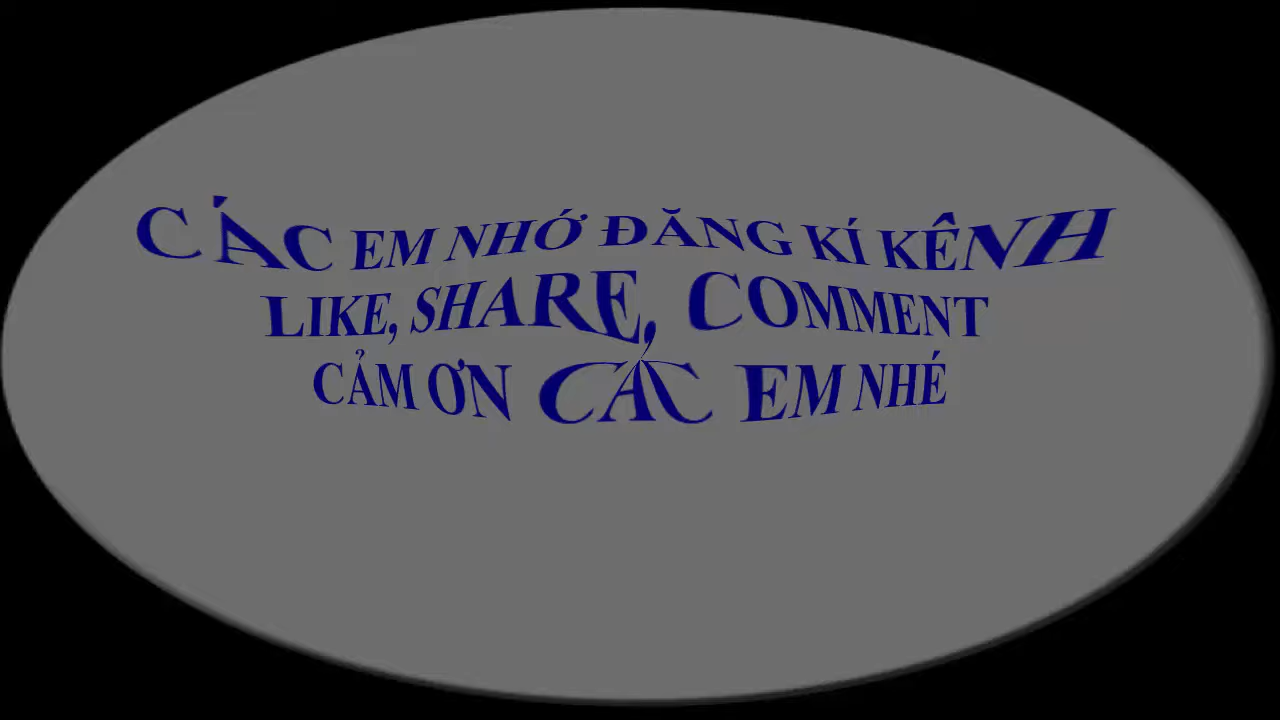 CÁC EM NHỚ ĐĂNG KÍ KÊNH
LIKE, SHARE, COMMENT
CẢM ƠN CÁC EM NHÉ